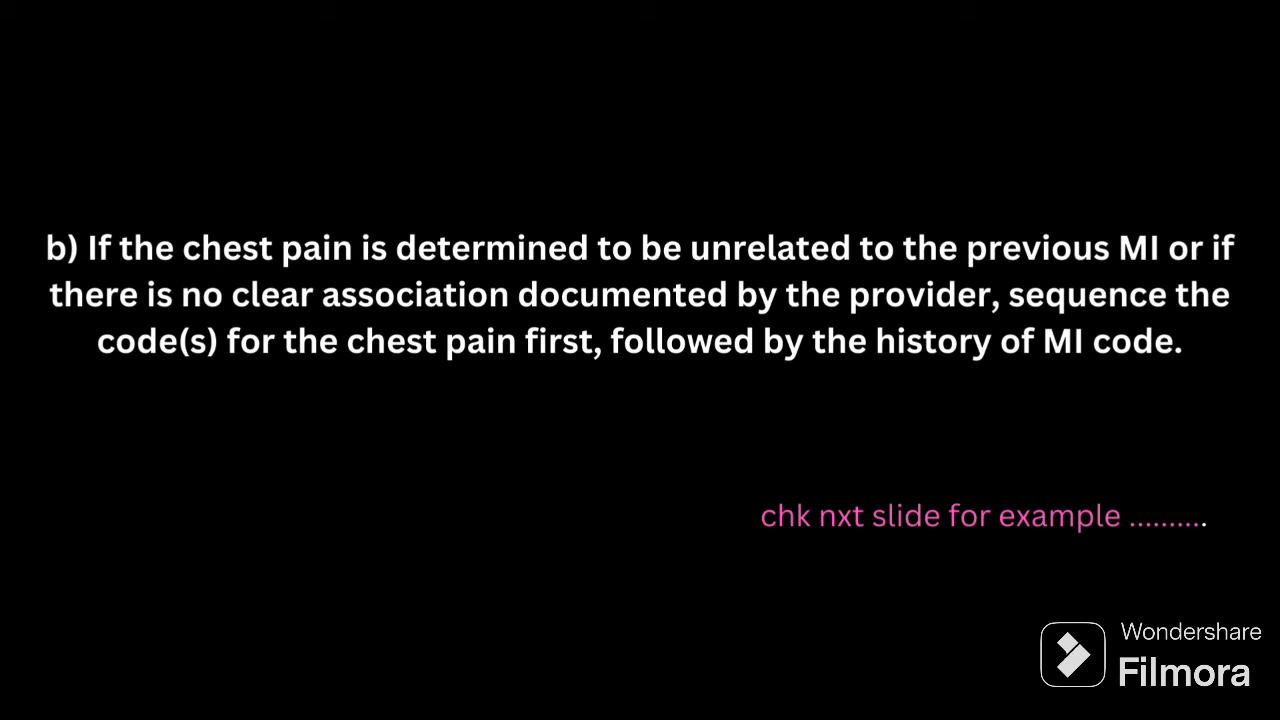 b) If the chest pain is determined to be unrelated to the previous MI or if
there is no clear association documented by the provider, sequence the
code(s) for the chest pain first, followed by the history of MI code.
chk nxt slide for example ..........
Wondershare
Filmora